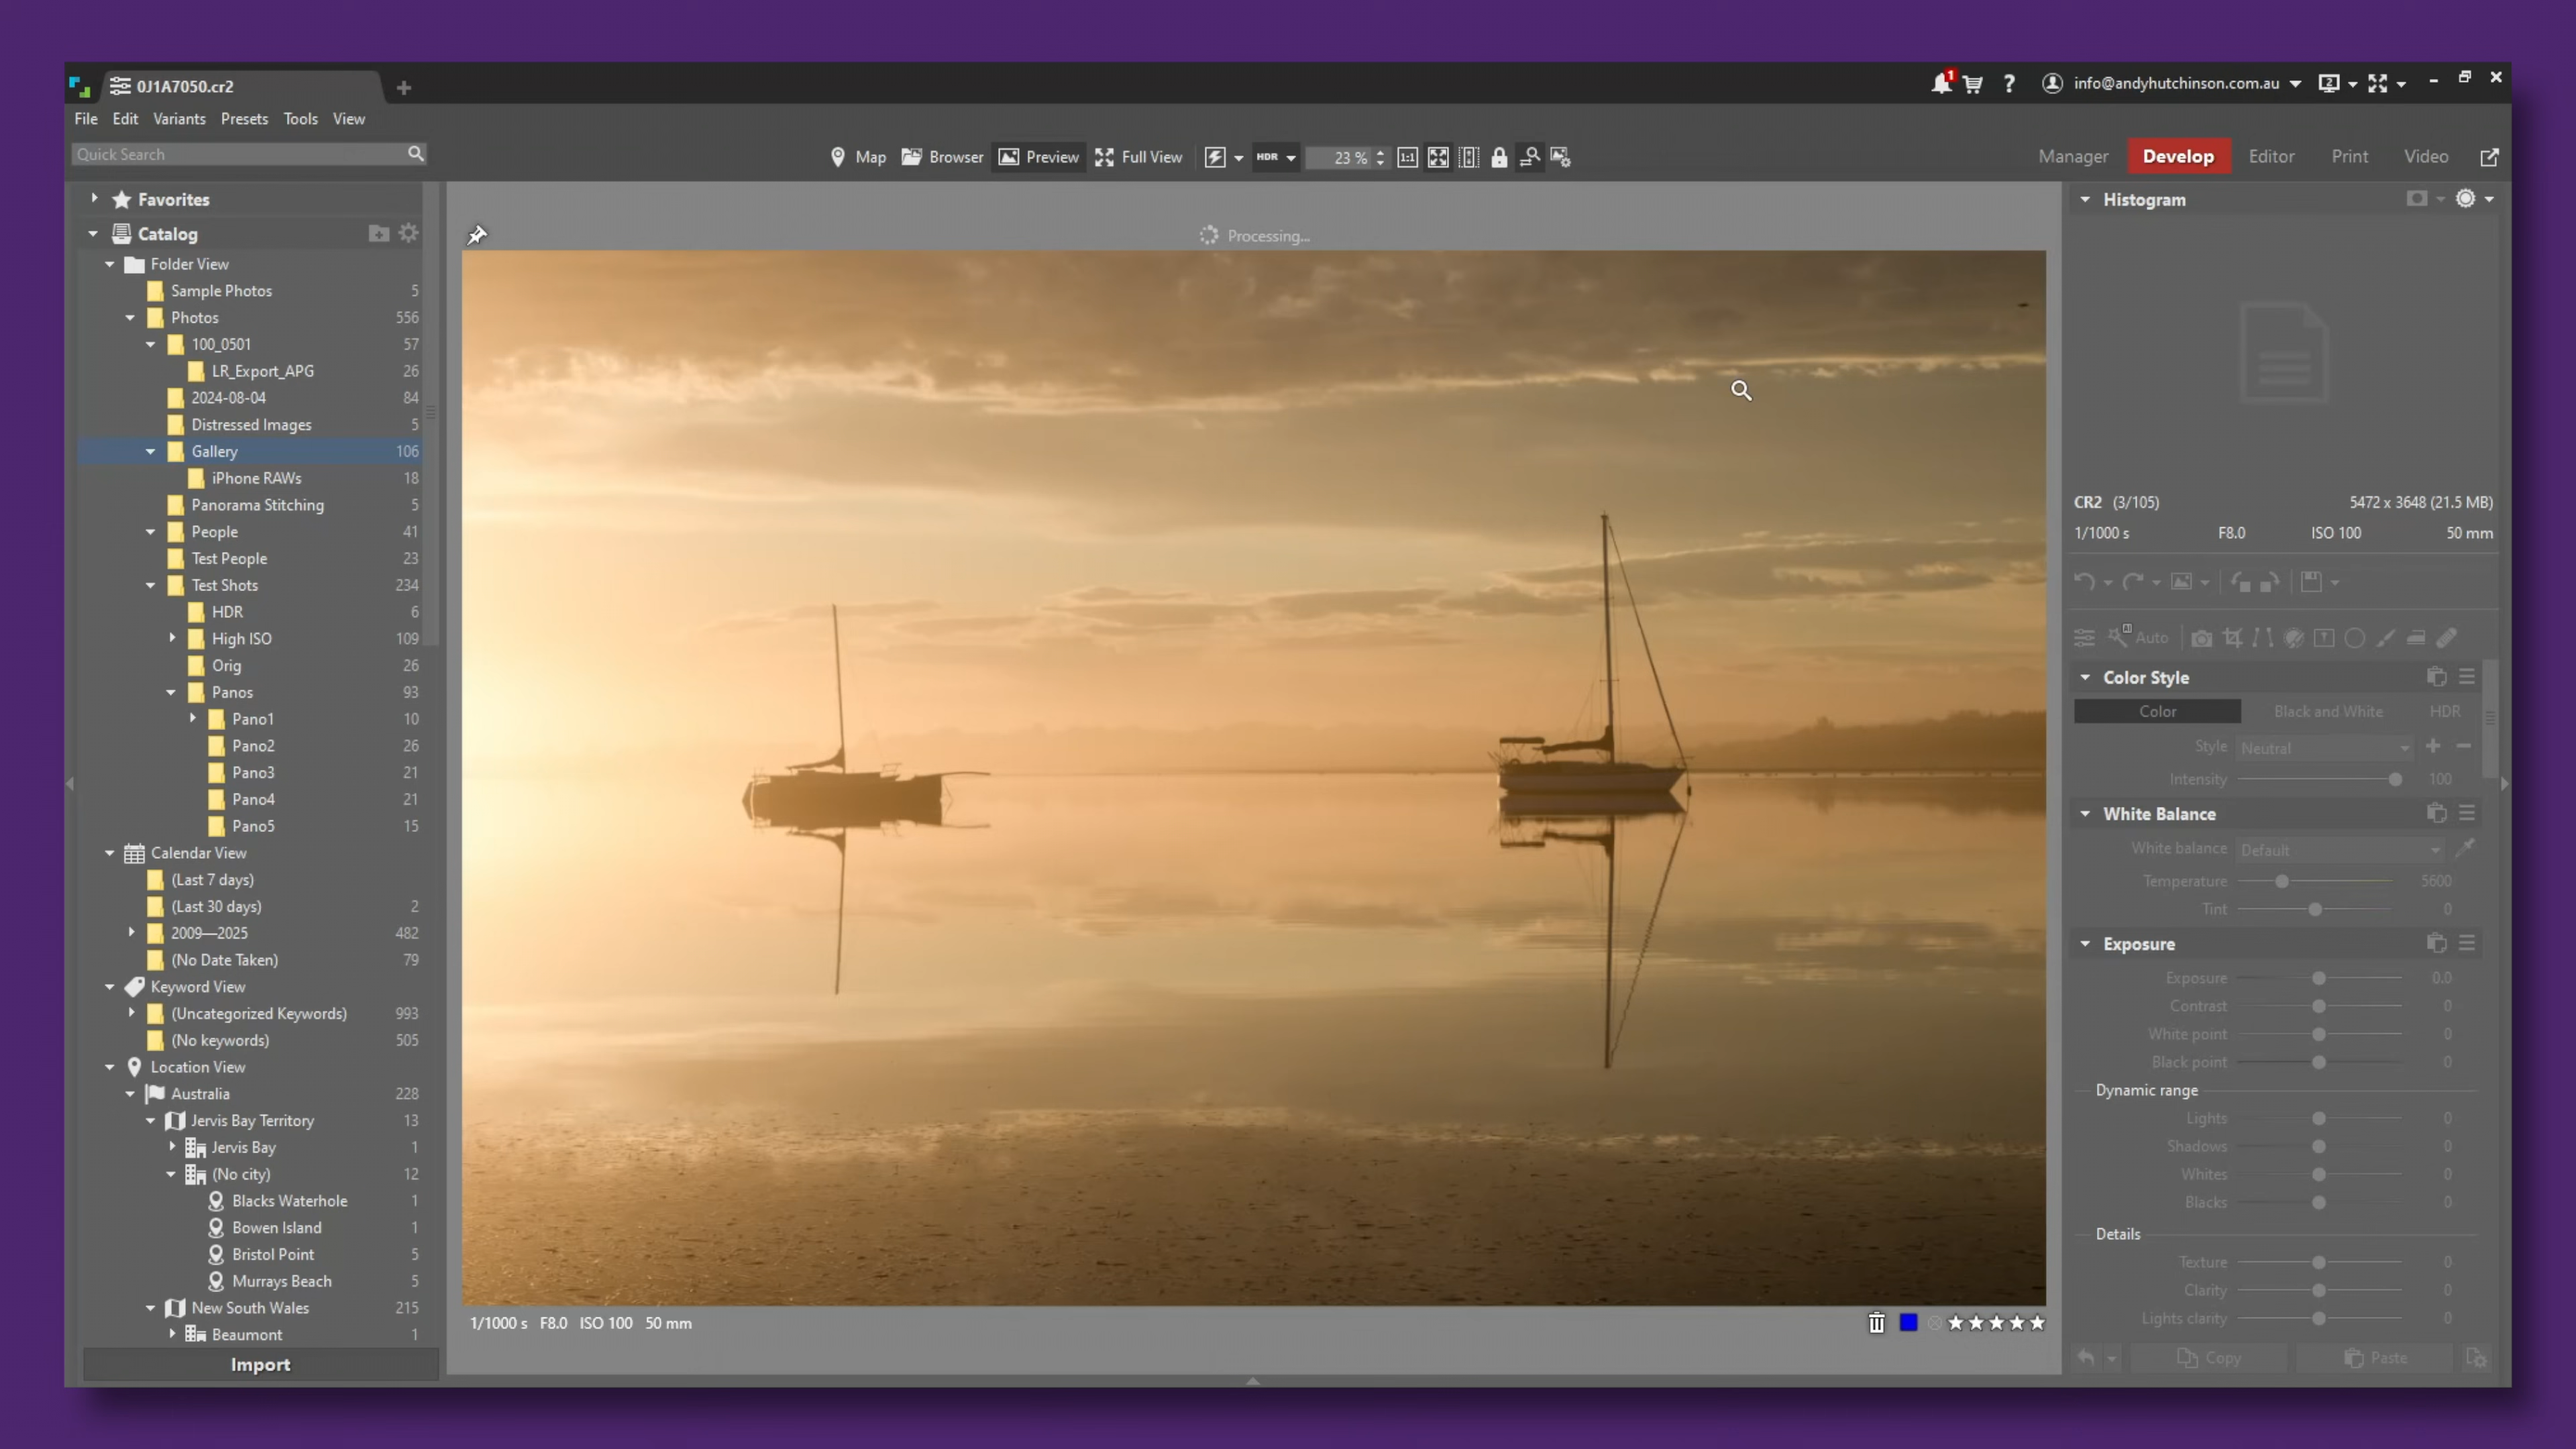 0J1A7050.cr2
1
info@andyhutchinson.com.au
2
File Edit Variants Presets Tools View
Quick Search
Map Browser Preview Full View HDR 23 % 1:1
Manager Develop Editor Print Video
Favorites
Catalog
Folder View
Sample Photos 5
Photos 556
100_0501 57
LR_Export_APG 26
2024-08-04 84
Distressed Images 5
Gallery 106
iPhone RAWs 18
Panorama Stitching 5
People 41
Test People 23
Test Shots 234
HDR 6
High ISO 109
Orig 26
Panos 93
Pano1 10
Pano2 26
Pano3 21
Pano4 21
Pano5 15
Calendar View
(Last 7 days)
(Last 30 days) 2
2009—2025 482
(No Date Taken) 79
Keyword View
(Uncategorized Keywords) 993
(No keywords) 505
Location View
Australia 228
Jervis Bay Territory 13
Jervis Bay 1
(No city) 12
Blacks Waterhole 1
Bowen Island 1
Bristol Point 5
Murrays Beach 5
New South Wales 215
Beaumont 1
Import
Processing...
1/1000 s F8.0 ISO 100 50 mm
Histogram
CR2 (3/105) 5472 x 3648 (21.5 MB)
1/1000 s F8.0 ISO 100 50 mm
AI Auto
Color Style
Color Black and White HDR
Style Neutral
Intensity 100
White Balance
White balance Default
Temperature 5600
Tint 0
Exposure
Exposure 0.0
Contrast 0
White point 0
Black point 0
Dynamic range
Lights 0
Shadows 0
Whites 0
Blacks 0
Details
Texture 0
Clarity 0
Lights clarity 0
Copy Paste